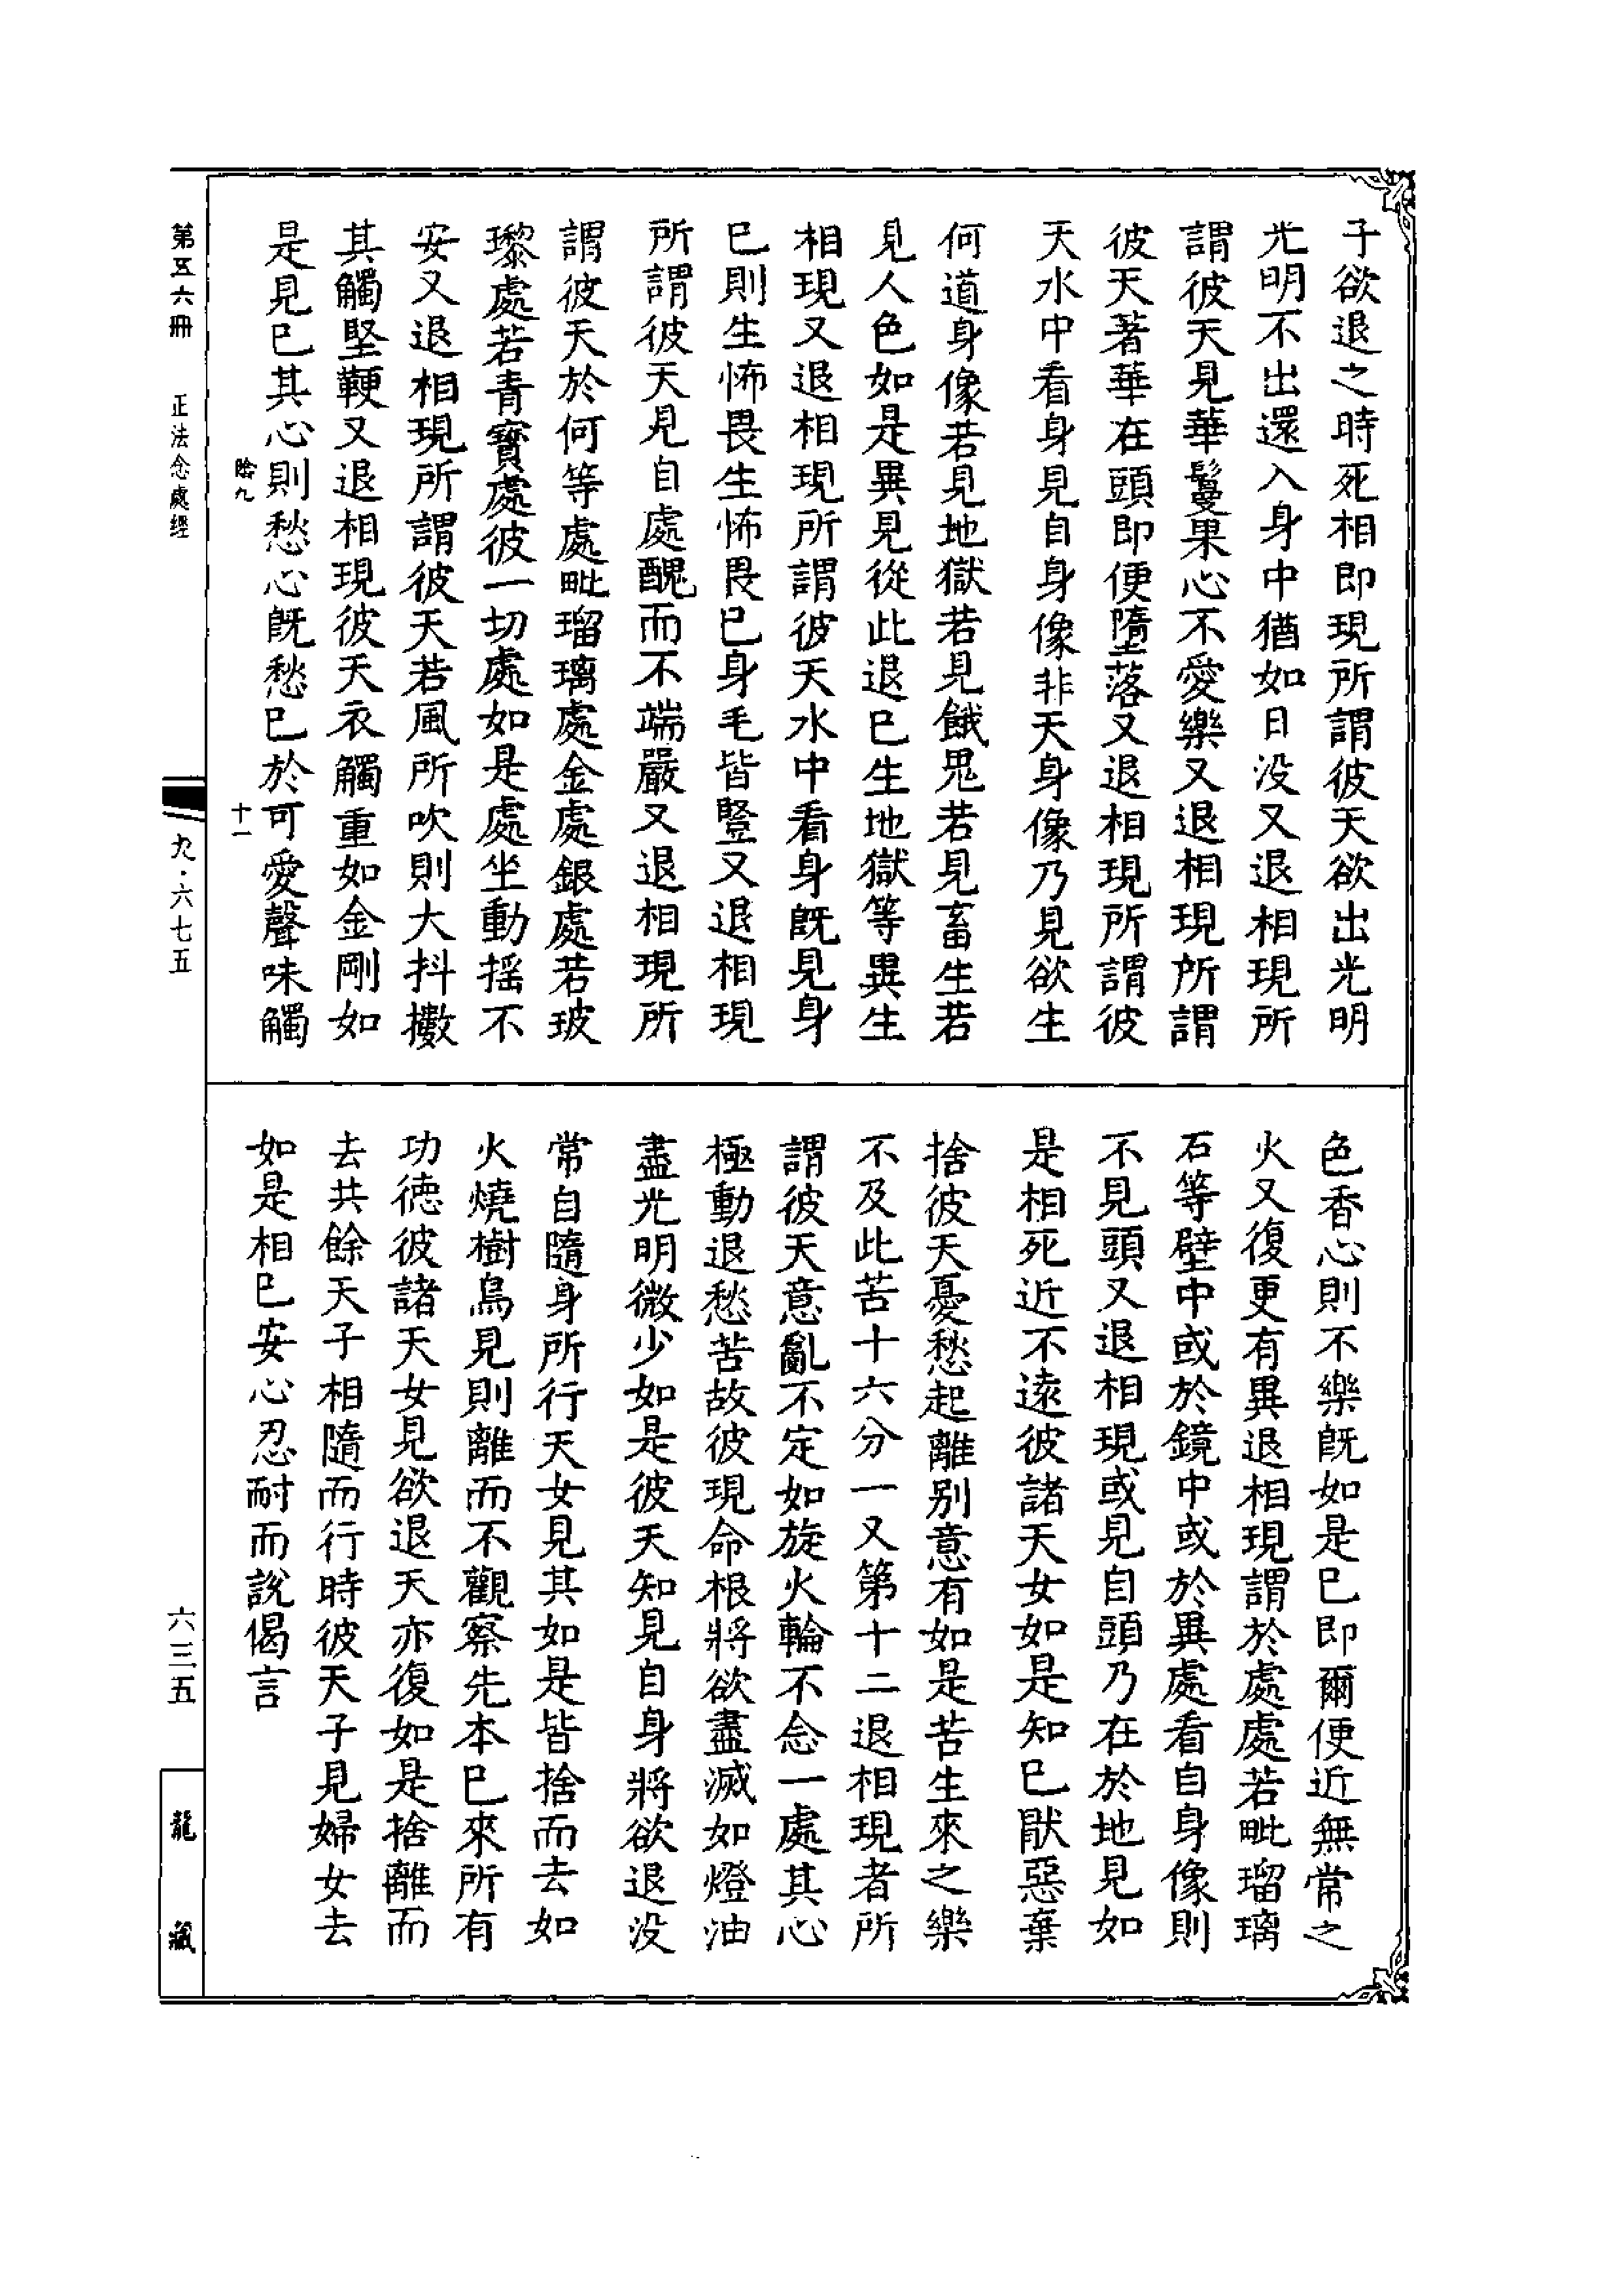 子欲退之時死相即現所謂彼天欲出光明
光明不出還入身中猶如日没又退相現所
謂彼天見華鬘果心不愛樂又退相現所謂
彼天著華在頭即便墮落又退相現所謂彼
天水中看身見自身像非天身像乃見欲生
何道身像若見地獄若見餓鬼若見畜生若
見人色如是異見從此退已生地獄等異生
相現又退相現所謂彼天水中看身既見身
已則生怖畏生怖畏已身毛皆豎又退相現
所謂彼天見自處醜而不端嚴又退相現所
謂彼天於何等處毗瑠璃處金處銀處若玻
瓈處若青寶處彼一切處如是處坐動摇不
安又退相現所謂彼天若風所吹則大抖擻
其觸堅鞕又退相現彼天衣觸重如金剛如
是見已其心則愁心既愁已於可愛聲味觸
色香心則不樂既如是已即爾便近無常之
火又復更有異退相現謂於處處若毗瑠璃
石等壁中或於鏡中或於異處看自身像則
不見頭又退相現或見自頭乃在於地見如
是相死近不遠彼諸天女如是知已厭惡棄
捨彼天憂愁起離别意有如是苦生來之樂
不及此苦十六分一又第十二退相現者所
謂彼天意亂不定如旋火輪不念一處其心
極動退愁苦故彼現命根將欲盡滅如燈油
盡光明微少如是彼天知見自身將欲退没
常自隨身所行天女見其如是皆捨而去如
火燒樹鳥見則離而不觀察先本已來所有
功德彼諸天女見欲退天亦復如是捨離而
去共餘天子相隨而行時彼天子見婦女去
如是相已安心忍耐而說偈言
䧟九
十一
第五六冊
正法念處經
九·六七五
六三五
龍藏